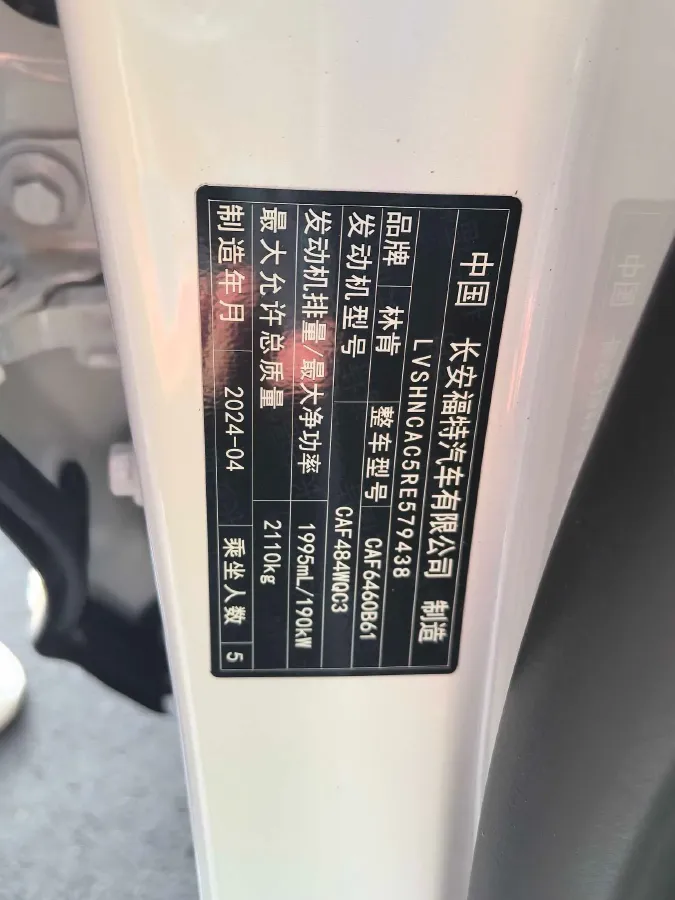 中国 长安福特汽车有限公司 制造
LVSHNCAC5RE579438
品牌 林肯 整车型号 CAF6460B61
发动机型号 CAF484WQC3
发动机排量/最大净功率 1995mL/190kW
最大允许总质量 2110kg
制造年月 2024-04 乘坐人数 5